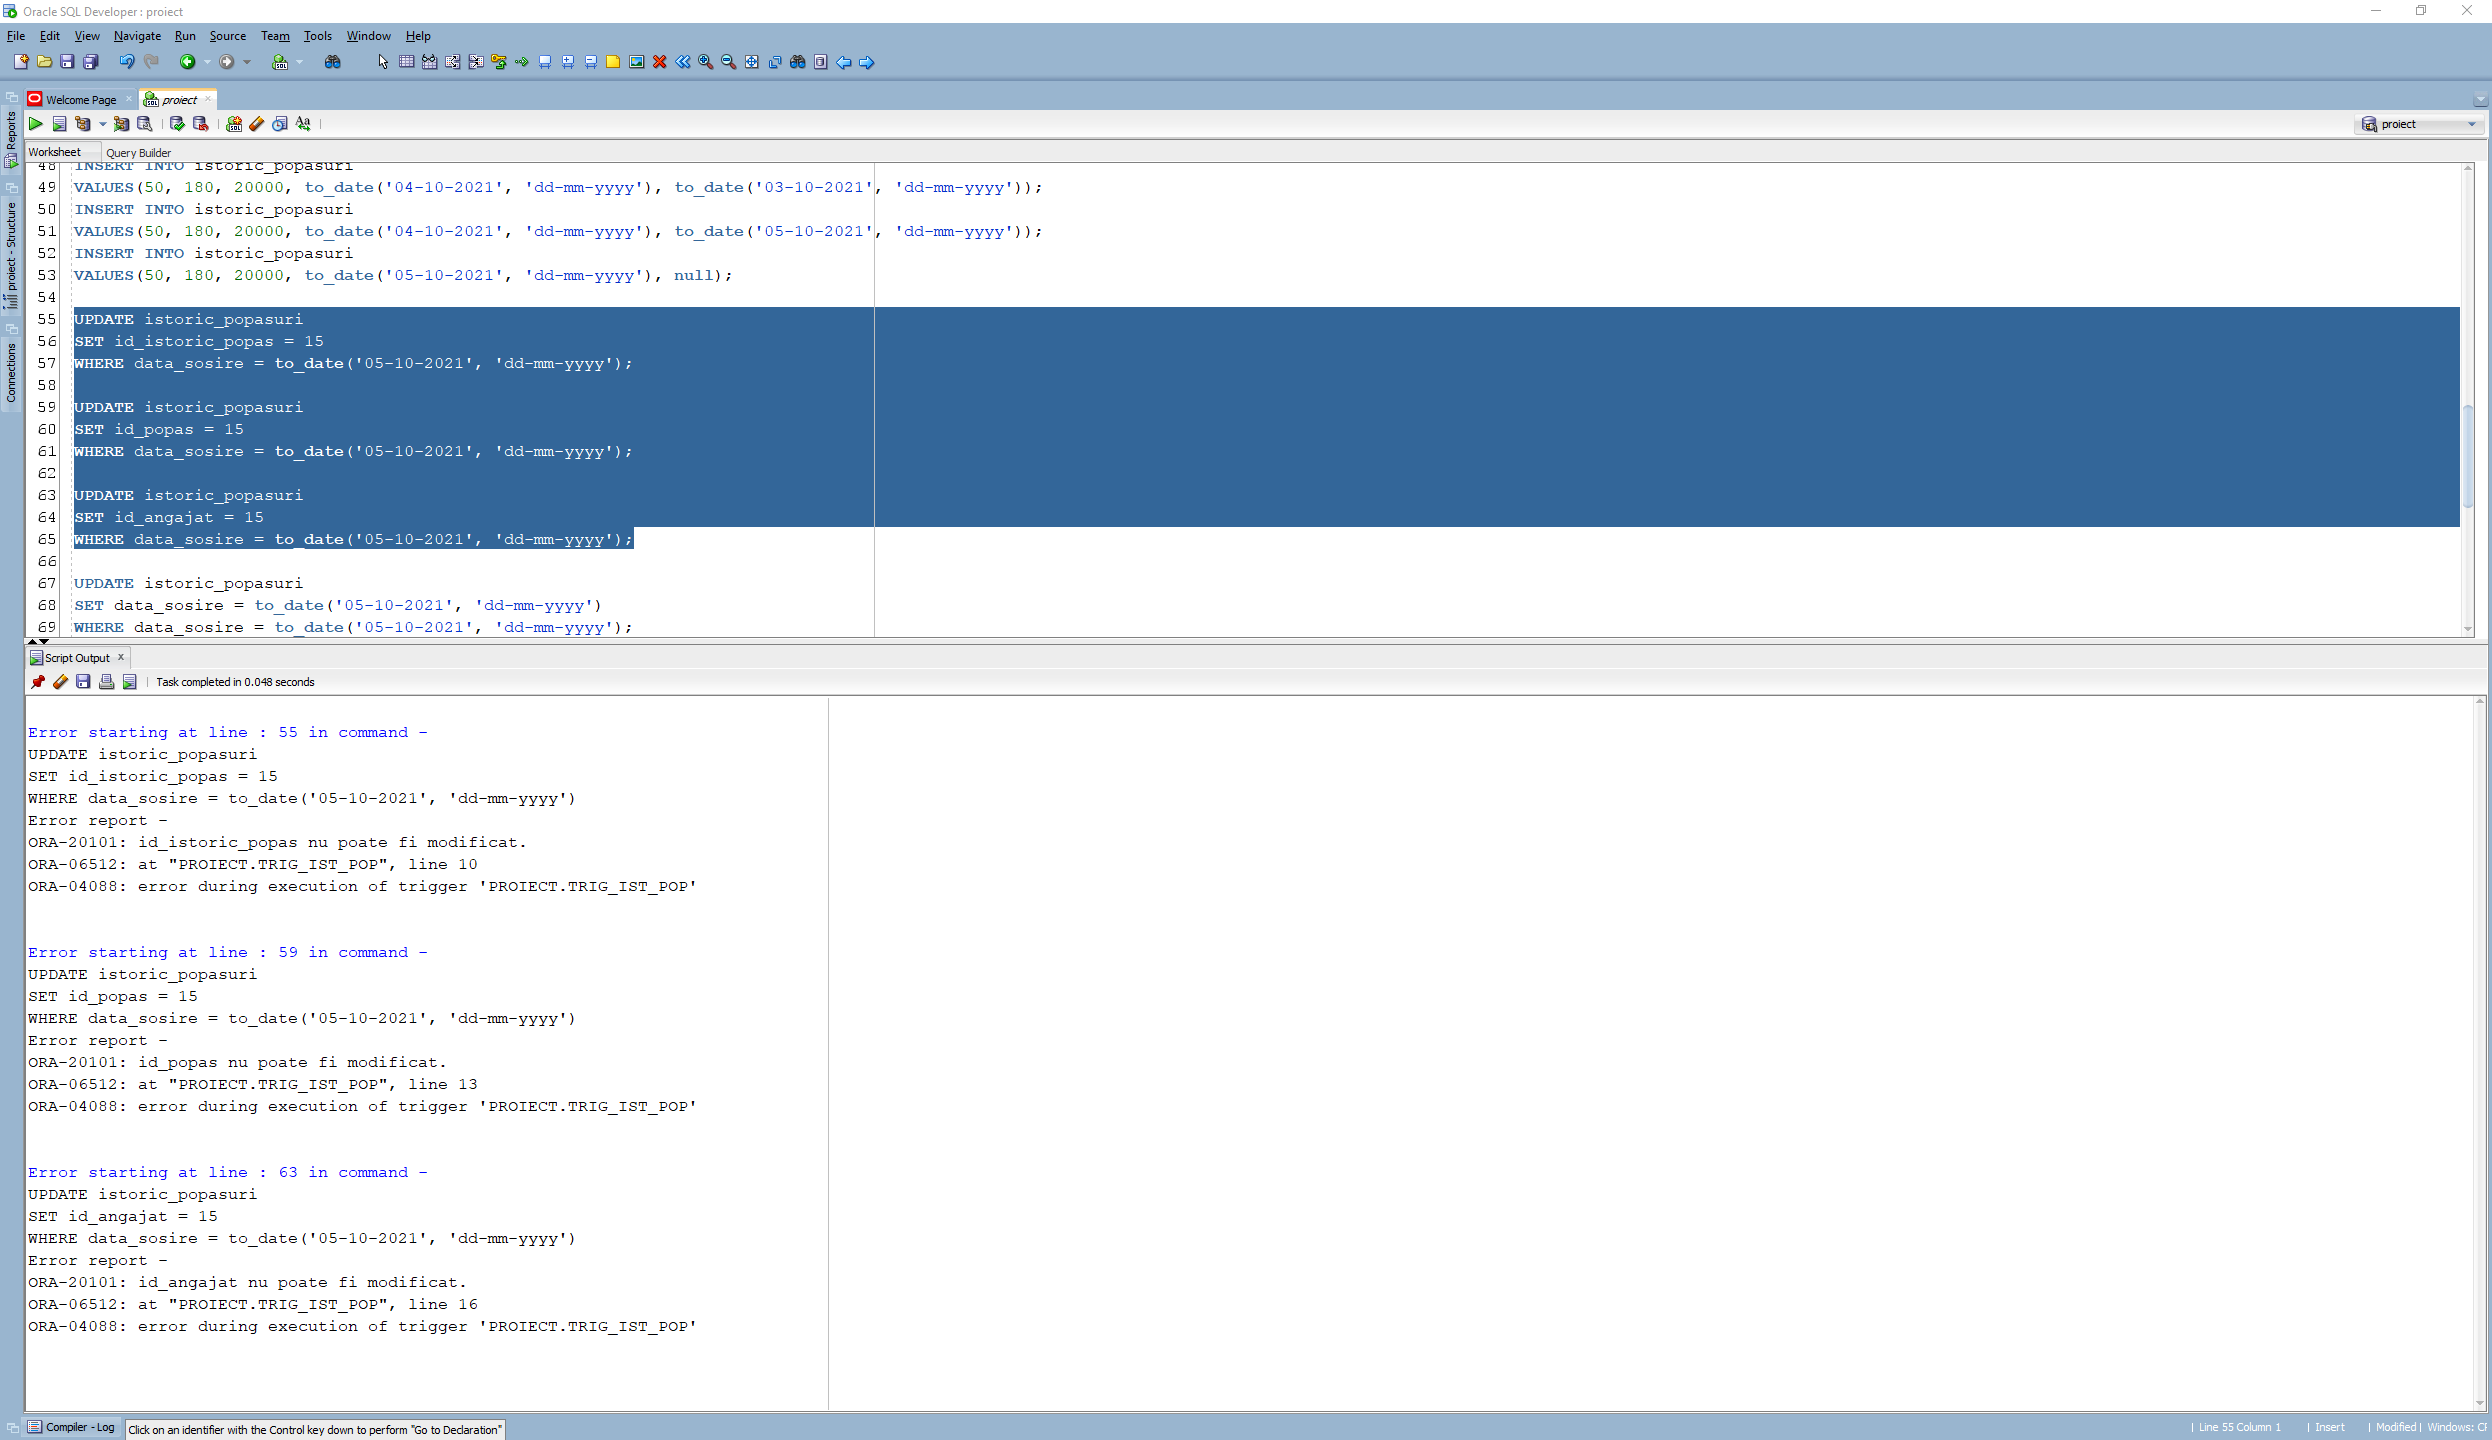 Oracle SQL Developer : proiect
File Edit View Navigate Run Source Team Tools Window Help
Welcome Page
proiect
proiect
Reports
proiect - Structure
Connections
Worksheet Query Builder
48 INSERT INTO istoric_popasuri
49 VALUES(50, 180, 20000, to_date('04-10-2021', 'dd-mm-yyyy'), to_date('03-10-2021', 'dd-mm-yyyy'));
50 INSERT INTO istoric_popasuri
51 VALUES(50, 180, 20000, to_date('04-10-2021', 'dd-mm-yyyy'), to_date('05-10-2021', 'dd-mm-yyyy'));
52 INSERT INTO istoric_popasuri
53 VALUES(50, 180, 20000, to_date('05-10-2021', 'dd-mm-yyyy'), null);
54
55 UPDATE istoric_popasuri
56 SET id_istoric_popas = 15
57 WHERE data_sosire = to_date('05-10-2021', 'dd-mm-yyyy');
58
59 UPDATE istoric_popasuri
60 SET id_popas = 15
61 WHERE data_sosire = to_date('05-10-2021', 'dd-mm-yyyy');
62
63 UPDATE istoric_popasuri
64 SET id_angajat = 15
65 WHERE data_sosire = to_date('05-10-2021', 'dd-mm-yyyy');
66
67 UPDATE istoric_popasuri
68 SET data_sosire = to_date('05-10-2021', 'dd-mm-yyyy')
69 WHERE data_sosire = to_date('05-10-2021', 'dd-mm-yyyy');
Script Output x
Task completed in 0.048 seconds
Error starting at line : 55 in command -
UPDATE istoric_popasuri
SET id_istoric_popas = 15
WHERE data_sosire = to_date('05-10-2021', 'dd-mm-yyyy')
Error report -
ORA-20101: id_istoric_popas nu poate fi modificat.
ORA-06512: at "PROIECT.TRIG_IST_POP", line 10
ORA-04088: error during execution of trigger 'PROIECT.TRIG_IST_POP'
Error starting at line : 59 in command -
UPDATE istoric_popasuri
SET id_popas = 15
WHERE data_sosire = to_date('05-10-2021', 'dd-mm-yyyy')
Error report -
ORA-20101: id_popas nu poate fi modificat.
ORA-06512: at "PROIECT.TRIG_IST_POP", line 13
ORA-04088: error during execution of trigger 'PROIECT.TRIG_IST_POP'
Error starting at line : 63 in command -
UPDATE istoric_popasuri
SET id_angajat = 15
WHERE data_sosire = to_date('05-10-2021', 'dd-mm-yyyy')
Error report -
ORA-20101: id_angajat nu poate fi modificat.
ORA-06512: at "PROIECT.TRIG_IST_POP", line 16
ORA-04088: error during execution of trigger 'PROIECT.TRIG_IST_POP'
Compiler - Log
Click on an identifier with the Control key down to perform "Go to Declaration"
| Line 55 Column 1 | Insert | Modified | Windows: CF